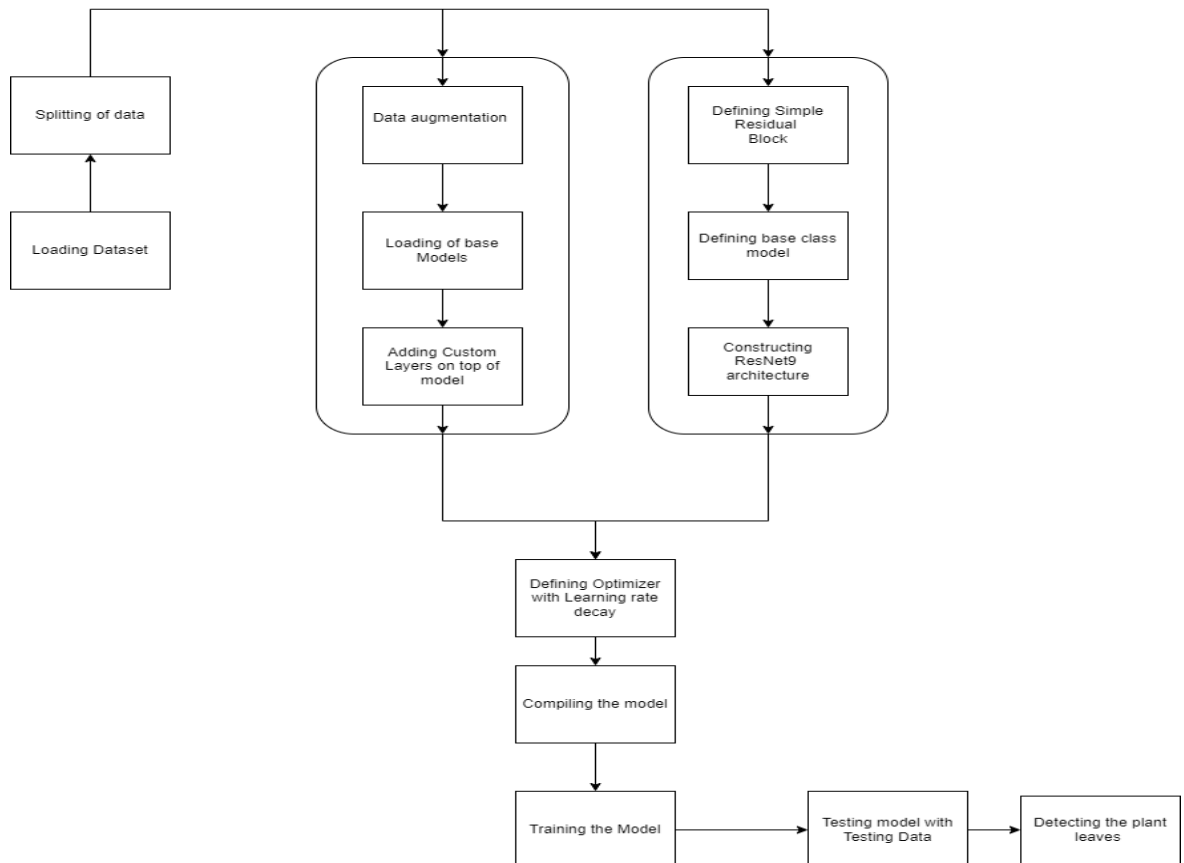 Loading Dataset
Splitting of data
Data augmentation
Loading of base
Models
Adding Custom
Layers on top of
model
Defining Simple
Residual
Block
Defining base class
model
Constructing
ResNet9
architecture
Defining Optimizer
with Learning rate
decay
Compiling the model
Training the Model
Testing model with
Testing Data
Detecting the plant
leaves